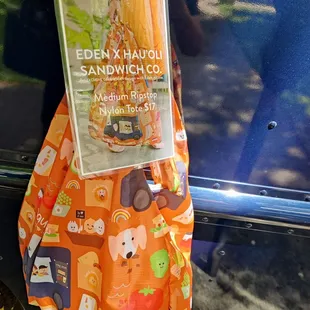 EDEN X HAU'OLI
SANDWICH CO.
Medium Ripstop
Nylon Tote $17